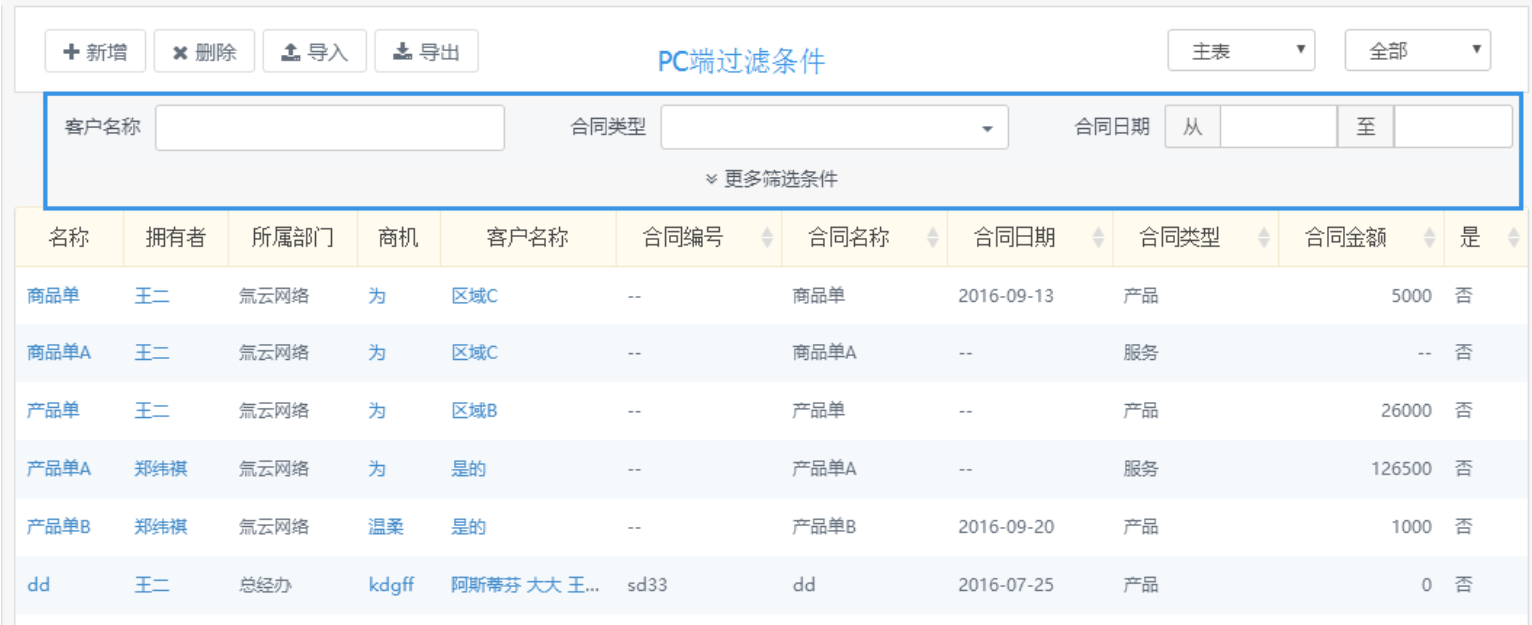 新增 删除 导入 导出 PC端过滤条件 主表 全部
客户名称 合同类型 合同日期 从 至
更多筛选条件
名称 拥有者 所属部门 商机 客户名称 合同编号 合同名称 合同日期 合同类型 合同金额 是
商品单 王二 氚云网络 为 区域C -- 商品单 2016-09-13 产品 5000 否
商品单A 王二 氚云网络 为 区域C -- 商品单A -- 服务 -- 否
产品单 王二 氚云网络 为 区域B -- 产品单 -- 产品 26000 否
产品单A 郑纬祺 氚云网络 为 是的 -- 产品单A -- 服务 126500 否
产品单B 郑纬祺 氚云网络 温柔 是的 -- 产品单B 2016-09-20 产品 1000 否
dd 王二 总经办 kdgff 阿斯蒂芬 大大 王... sd33 dd 2016-07-25 产品 0 否